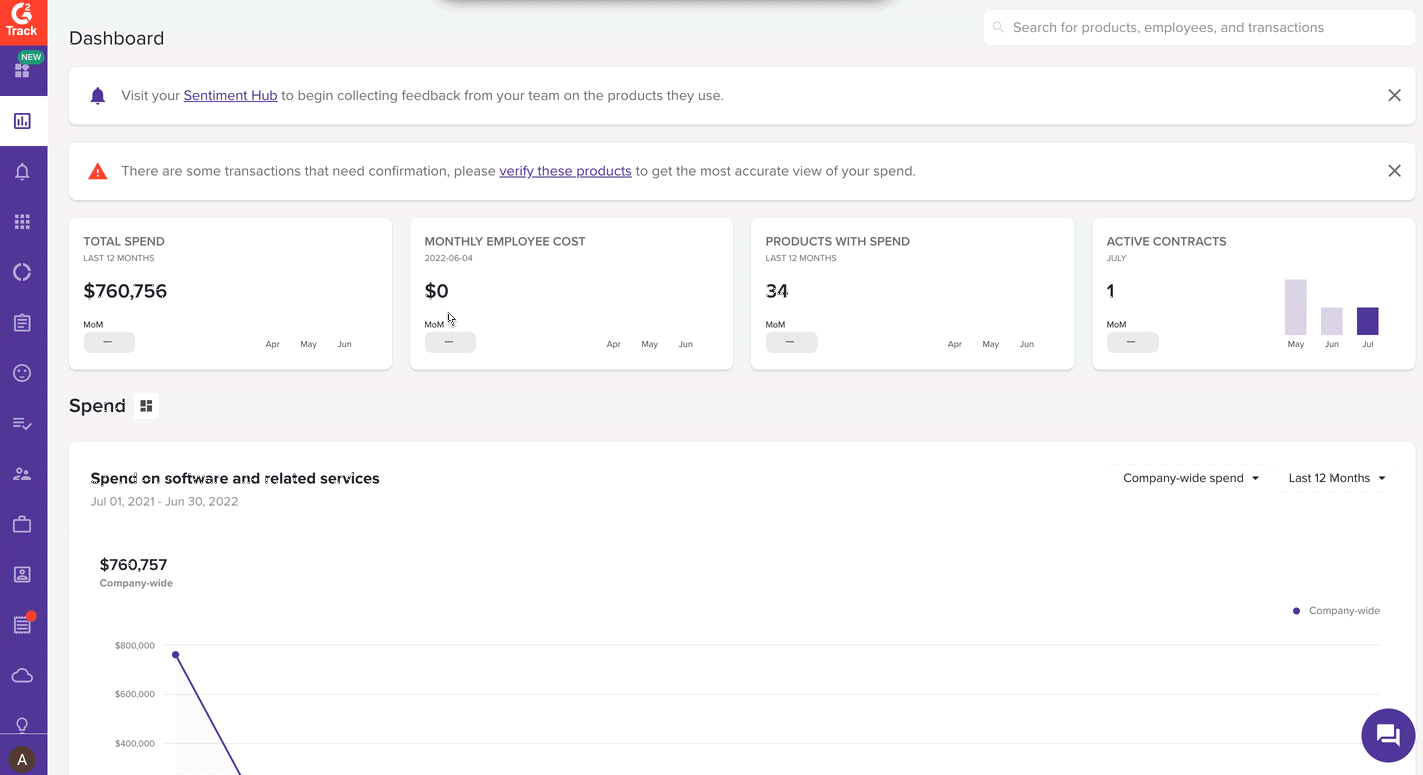 G2
Track
NEW
Dashboard
Search for products, employees, and transactions
Visit your Sentiment Hub to begin collecting feedback from your team on the products they use.
There are some transactions that need confirmation, please verify these products to get the most accurate view of your spend.
TOTAL SPEND
LAST 12 MONTHS
$760,756
MoM
—
Apr May Jun
MONTHLY EMPLOYEE COST
2022-06-04
$0
MoM
—
Apr May Jun
PRODUCTS WITH SPEND
LAST 12 MONTHS
34
MoM
—
Apr May Jun
ACTIVE CONTRACTS
JULY
1
MoM
—
May Jun Jul
Spend
Spend on software and related services
Company-wide spend
Last 12 Months
Jul 01, 2021 - Jun 30, 2022
$760,757
Company-wide
Company-wide
$800,000
$600,000
$400,000
A